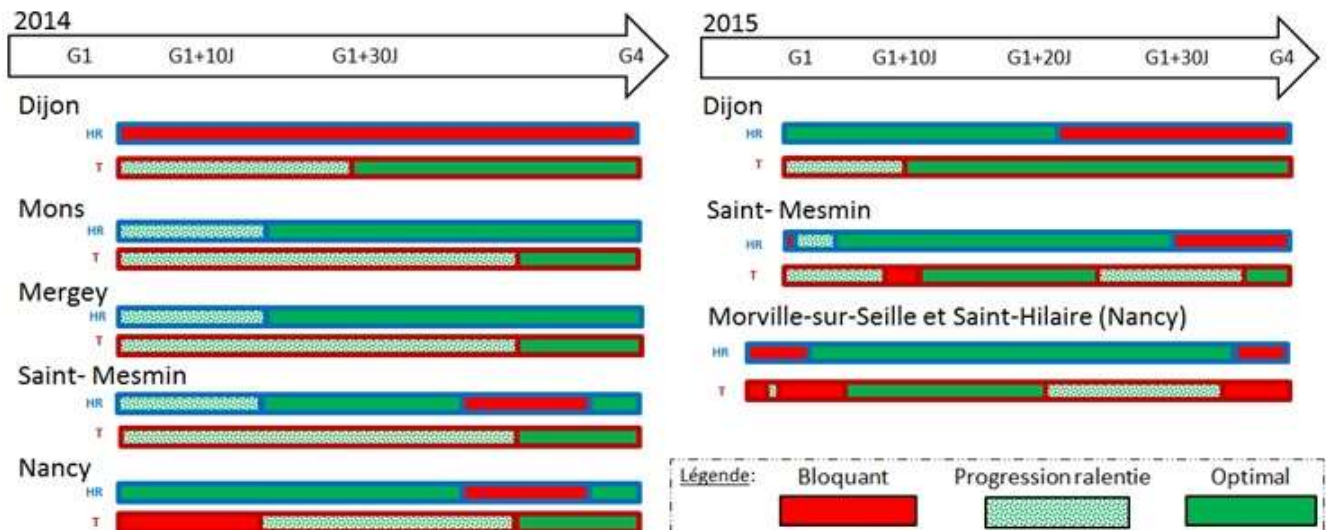 2014
G1 G1+10J G1+30J G4
Dijon
HR
T
Mons
HR
T
Mergey
HR
T
Saint- Mesmin
HR
T
Nancy
HR
T
2015
G1 G1+10J G1+20J G1+30J G4
Dijon
HR
T
Saint- Mesmin
HR
T
Morville-sur-Seille et Saint-Hilaire (Nancy)
HR
T
Légende: Bloquant Progression ralentie Optimal